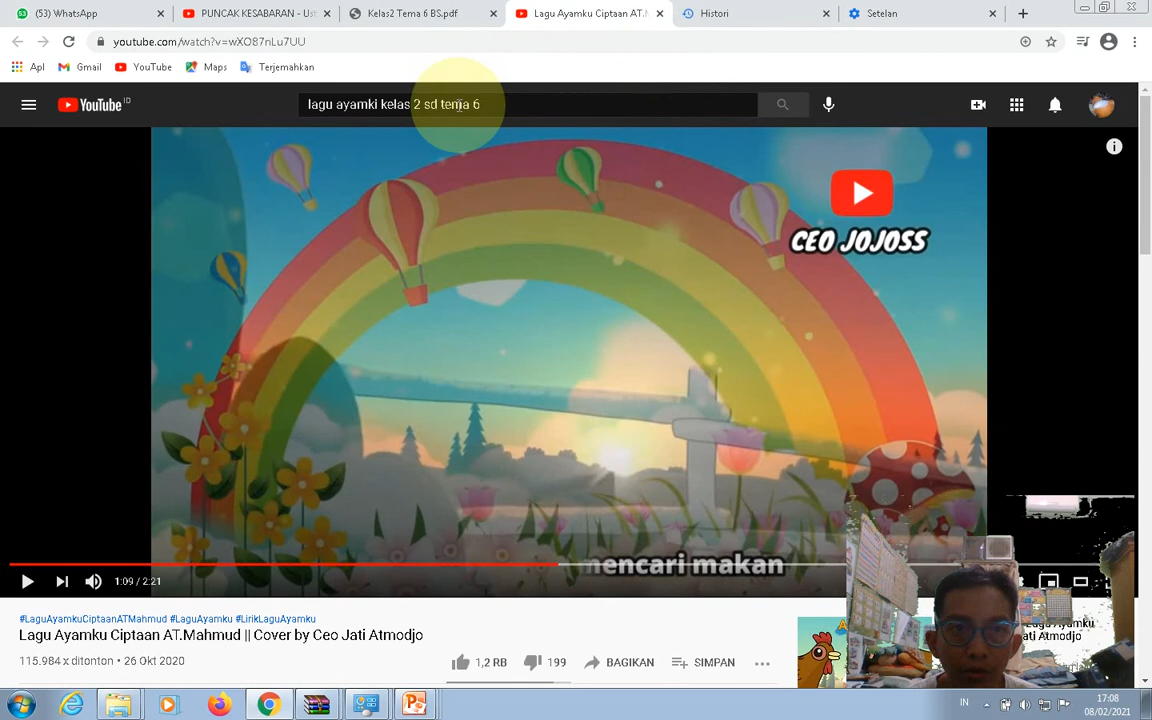 (53) WhatsApp
PUNCAK KESABARAN - Ust
Kelas2 Tema 6 BS.pdf
Lagu Ayamku Ciptaan AT.M
Histori
Setelan
youtube.com/watch?v=wXO87nLu7UU
Apl
Gmail
YouTube
Maps
Terjemahkan
YouTube ID
lagu ayamki kelas 2 sd tema 6
CEO JOJOSS
mencari makan
1:09 / 2:21
#LaguAyamkuCiptaanATMahmud #LaguAyamku #LirikLaguAyamku
Lagu Ayamku Ciptaan AT.Mahmud || Cover by Ceo Jati Atmodjo
115.984 x ditonton • 26 Okt 2020
1,2 RB
199
BAGIKAN
SIMPAN
Ayamku
Jati Atmodjo
IN
17:08
08/02/2021